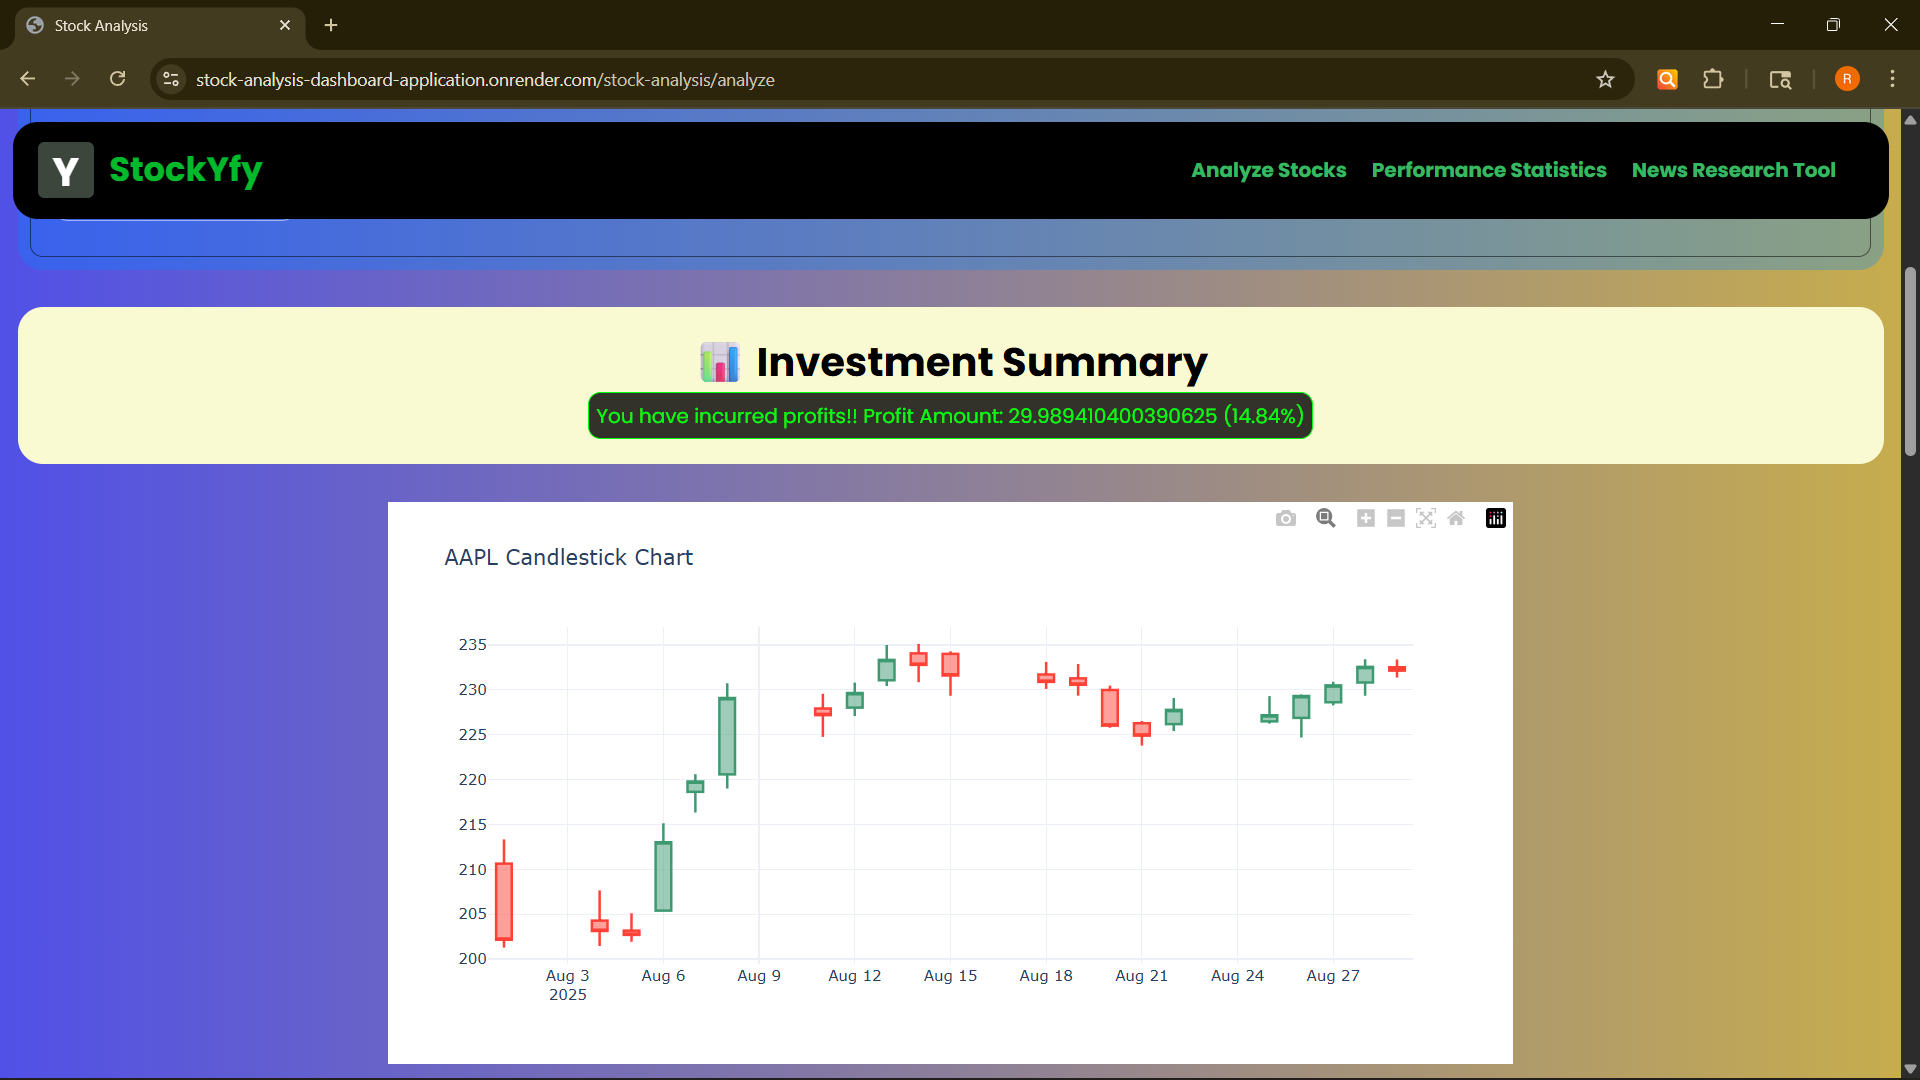 Stock Analysis
stock-analysis-dashboard-application.onrender.com/stock-analysis/analyze
R
Y StockYfy
Analyze Stocks Performance Statistics News Research Tool
Investment Summary
You have incurred profits!! Profit Amount: 29.989410400390625 (14.84%)
AAPL Candlestick Chart
235
230
225
220
215
210
205
200
Aug 3 Aug 6 Aug 9 Aug 12 Aug 15 Aug 18 Aug 21 Aug 24 Aug 27
2025